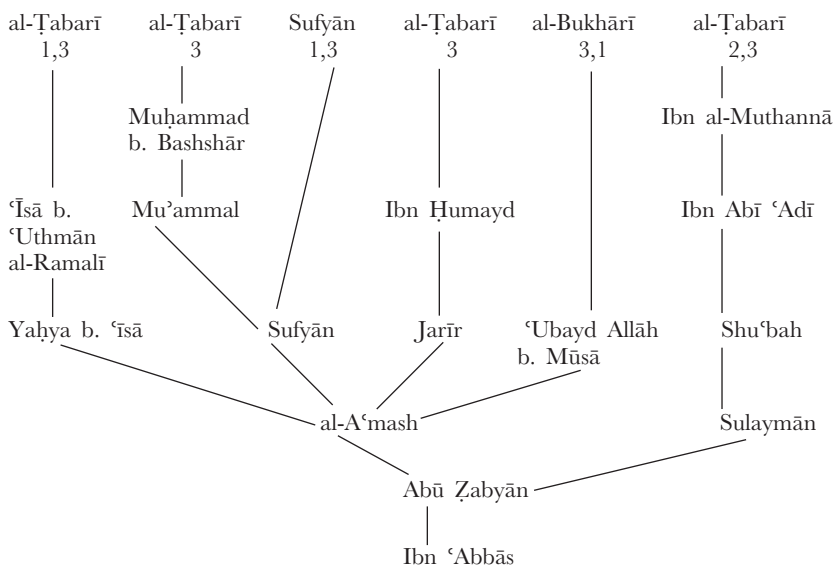 al-Ṭabarī al-Ṭabarī Sufyān al-Ṭabarī al-Bukhārī al-Ṭabarī
1,3 3 1,3 3 3,1 2,3
Muḥammad Ibn al-Muthannā
b. Bashshār
ʿĪsā b. Muʾammal Ibn Ḥumayd Ibn Abī ʿAdī
ʿUthmān
al-Ramalī
Yaḥya b. ʿīsā Sufyān Jarīr ʿUbayd Allāh Shuʿbah
b. Mūsā
al-Aʿmash Sulaymān
Abū Ẓabyān
Ibn ʿAbbās